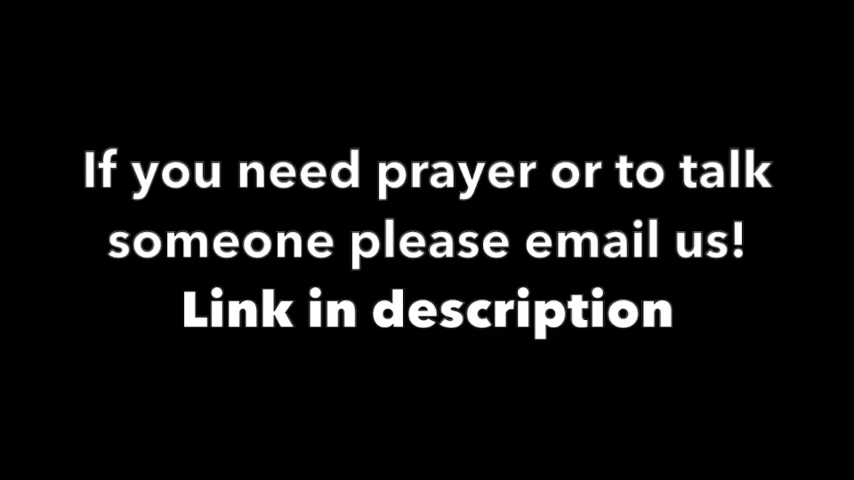 If you need prayer or to talk
someone please email us!
Link in description